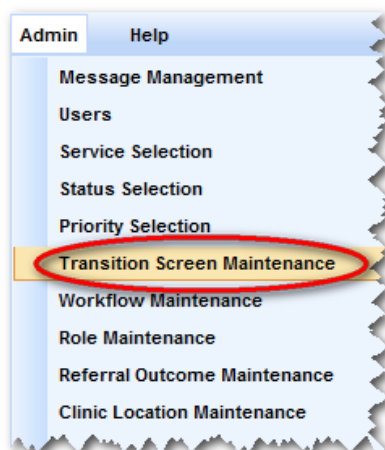 Admin Help
Message Management
Users
Service Selection
Status Selection
Priority Selection
Transition Screen Maintenance
Workflow Maintenance
Role Maintenance
Referral Outcome Maintenance
Clinic Location Maintenance